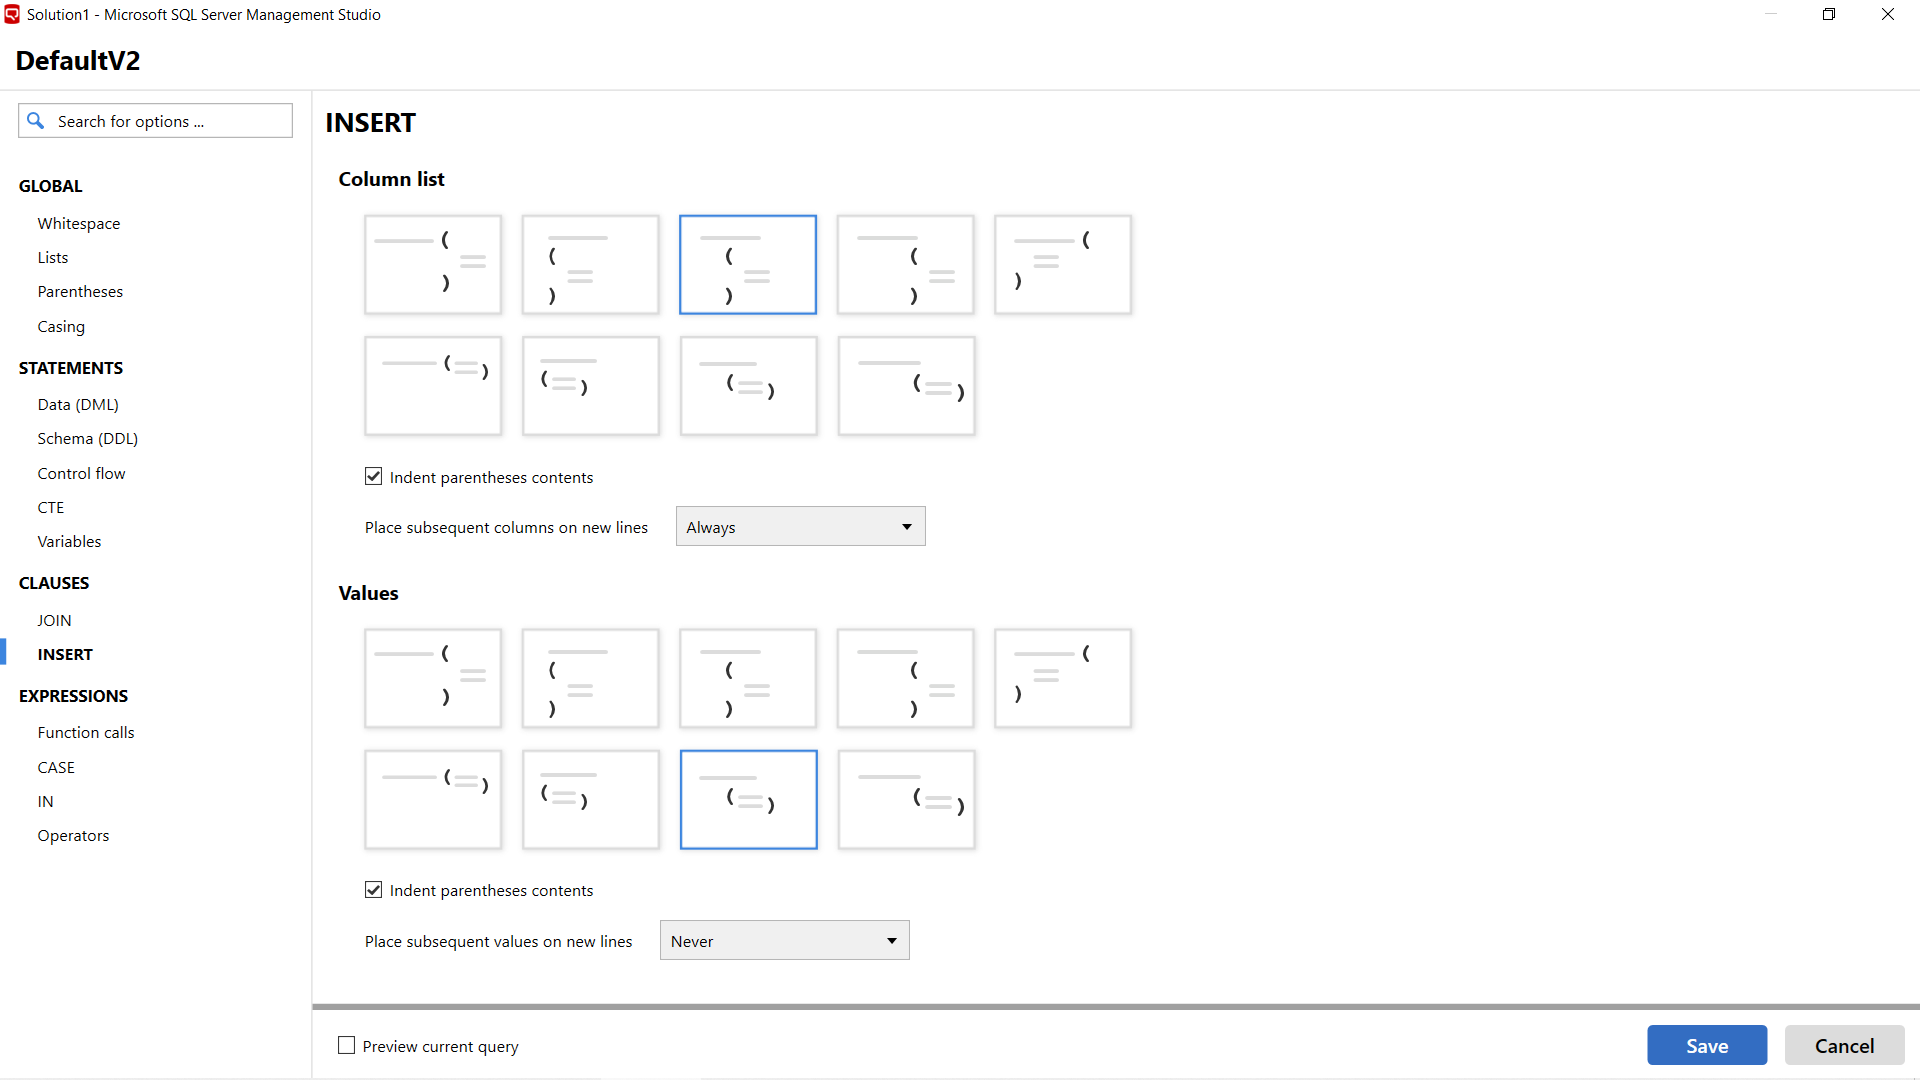 Solution1 - Microsoft SQL Server Management Studio
DefaultV2
Search for options ...
GLOBAL
Whitespace
Lists
Parentheses
Casing
STATEMENTS
Data (DML)
Schema (DDL)
Control flow
CTE
Variables
CLAUSES
JOIN
INSERT
EXPRESSIONS
Function calls
CASE
IN
Operators
INSERT
Column list
( )
( )
( )
( )
( )
( )
( )
( )
( )
Indent parentheses contents
Place subsequent columns on new lines Always
Values
( )
( )
( )
( )
( )
( )
( )
( )
( )
Indent parentheses contents
Place subsequent values on new lines Never
Preview current query
Save
Cancel